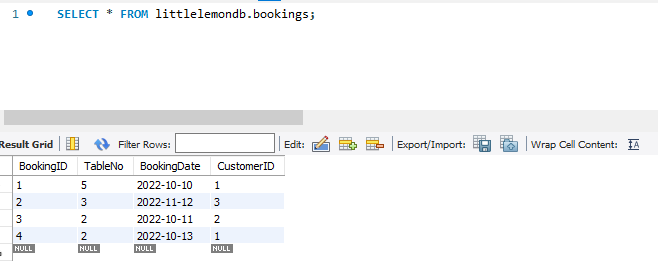 1 SELECT * FROM littlelemondb.bookings;
Result Grid Filter Rows: Edit: Export/Import: Wrap Cell Content: IA
BookingID TableNo BookingDate CustomerID
1 5 2022-10-10 1
2 3 2022-11-12 3
3 2 2022-10-11 2
4 2 2022-10-13 1
NULL NULL NULL NULL